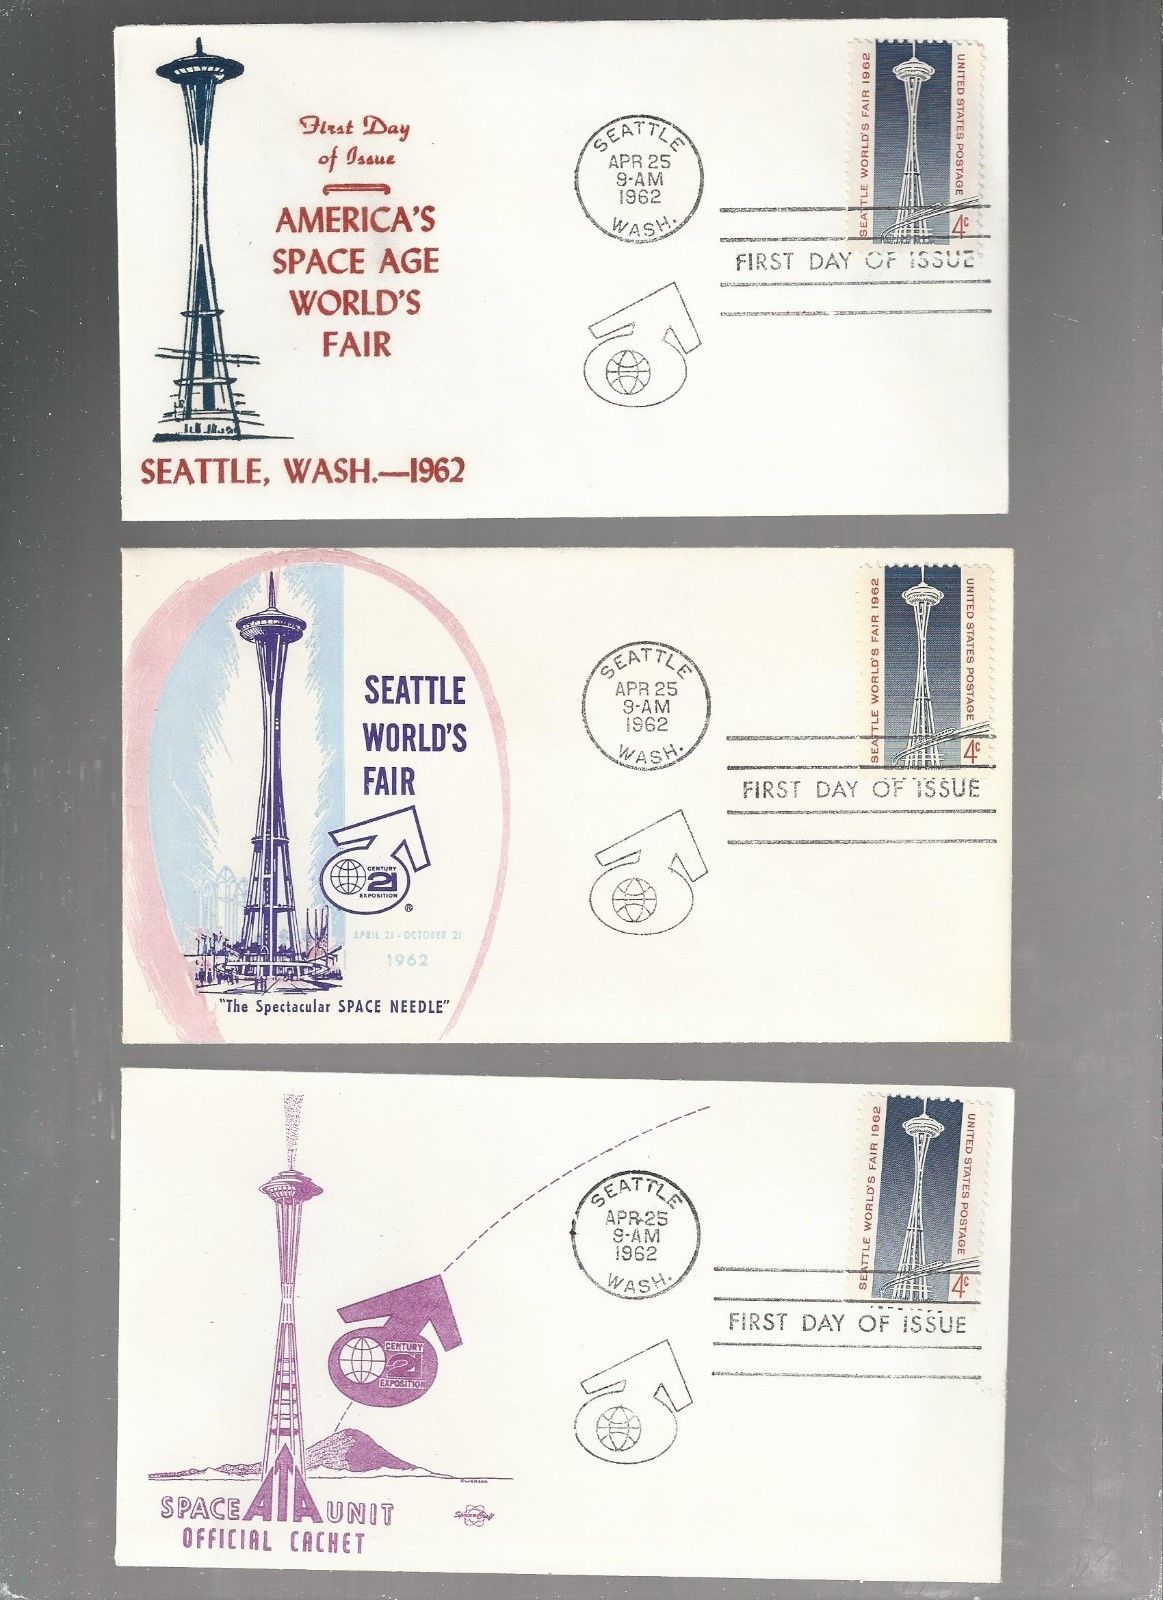 First Day
of Issue
AMERICA'S
SPACE AGE
WORLD'S
FAIR
SEATTLE, WASH.—1962
SEATTLE
APR 25
9-AM
1962
WASH.
SEATTLE WORLD'S FAIR 1962
UNITED STATES POSTAGE
4c
FIRST DAY OF ISSUE
SEATTLE
WORLD'S
FAIR
CENTURY
21
EXPOSITION
®
APRIL 21 - OCTOBER 21
1962
"The Spectacular SPACE NEEDLE"
SEATTLE
APR 25
9-AM
1962
WASH.
SEATTLE WORLD'S FAIR 1962
UNITED STATES POSTAGE
4c
FIRST DAY OF ISSUE
CENTURY
21
EXPOSITION
SPACE ATA UNIT
OFFICIAL CACHET
SpaceCraft
SEATTLE
APR 25
9-AM
1962
WASH.
SEATTLE WORLD'S FAIR 1962
UNITED STATES POSTAGE
4c
FIRST DAY OF ISSUE